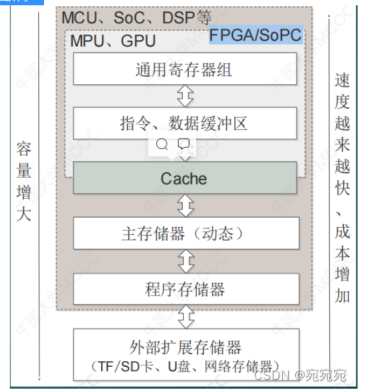 MCU、SoC、DSP等
FPGA/SoPC
MPU、GPU
通用寄存器组
指令、数据缓冲区
Cache
主存储器（动态）
程序存储器
外部扩展存储器
（TF/SD卡、U盘、网络存储器）
容量增大
速度越来越快、成本增加
CSDN @宛宛宛